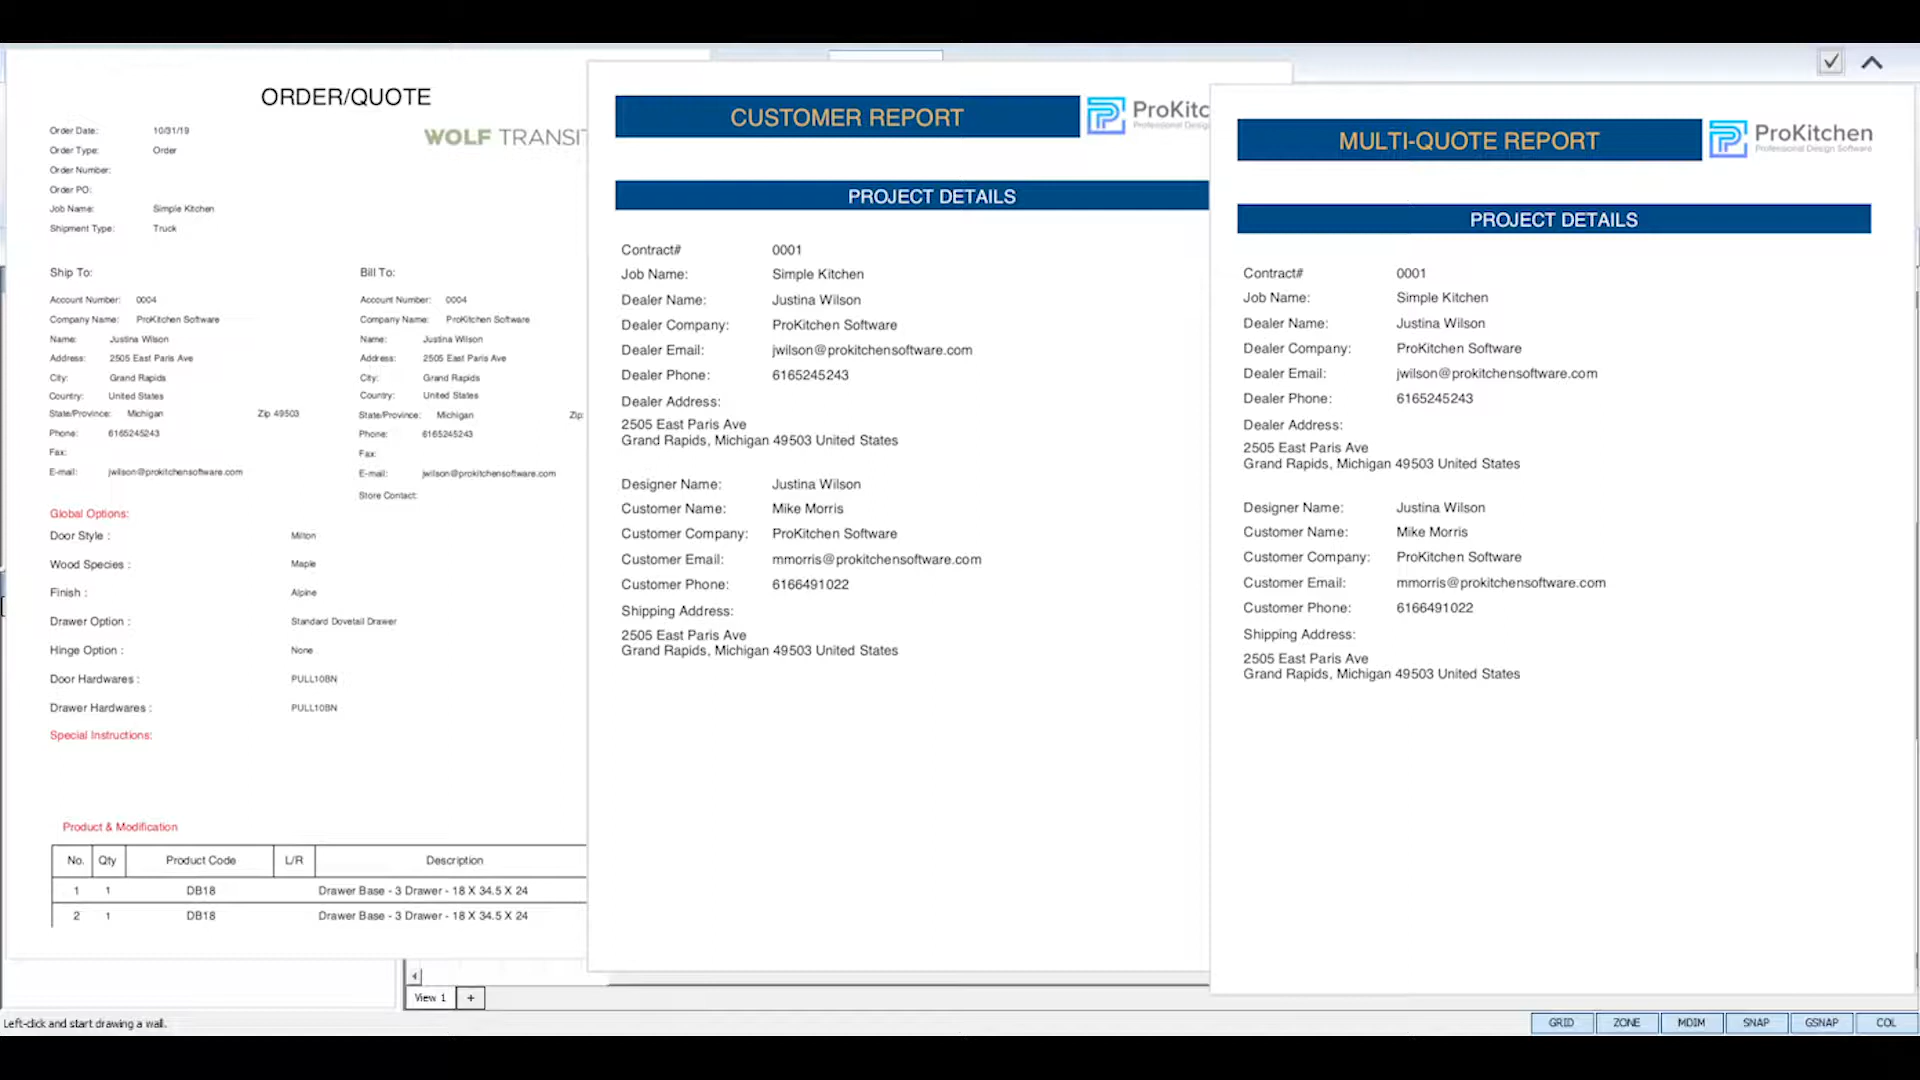 ORDER/QUOTE
Order Date: 10/31/19
WOLF TRANSIT
Order Type: Order
Order Number:
Order PO:
Job Name: Simple Kitchen
Shipment Type: Truck
Ship To:
Account Number: 0004
Company Name: ProKitchen Software
Name: Justina Wilson
Address: 2505 East Paris Ave
City: Grand Rapids
Country: United States
State/Province: Michigan Zip 49503
Phone: 6165245243
Fax:
E-mail: jwilson@prokitchensoftware.com
Bill To:
Account Number: 0004
Company Name: ProKitchen Software
Name: Justina Wilson
Address: 2505 East Paris Ave
City: Grand Rapids
Country: United States
State/Province: Michigan Zip:
Phone: 6165245243
Fax:
E-mail: jwilson@prokitchensoftware.com
Store Contact:
Global Options:
Door Style : Milton
Wood Species : Maple
Finish : Alpine
Drawer Option : Standard Dovetail Drawer
Hinge Option : None
Door Hardwares : PULL10BN
Drawer Hardwares : PULL10BN
Special Instructions:
Product & Modification
No. Qty Product Code L/R Description
1 1 DB18 Drawer Base - 3 Drawer - 18 X 34.5 X 24
2 1 DB18 Drawer Base - 3 Drawer - 18 X 34.5 X 24
CUSTOMER REPORT
ProKitc
Professional Desig
PROJECT DETAILS
Contract# 0001
Job Name: Simple Kitchen
Dealer Name: Justina Wilson
Dealer Company: ProKitchen Software
Dealer Email: jwilson@prokitchensoftware.com
Dealer Phone: 6165245243
Dealer Address:
2505 East Paris Ave
Grand Rapids, Michigan 49503 United States
Designer Name: Justina Wilson
Customer Name: Mike Morris
Customer Company: ProKitchen Software
Customer Email: mmorris@prokitchensoftware.com
Customer Phone: 6166491022
Shipping Address:
2505 East Paris Ave
Grand Rapids, Michigan 49503 United States
MULTI-QUOTE REPORT
ProKitchen
Professional Design Software
PROJECT DETAILS
Contract# 0001
Job Name: Simple Kitchen
Dealer Name: Justina Wilson
Dealer Company: ProKitchen Software
Dealer Email: jwilson@prokitchensoftware.com
Dealer Phone: 6165245243
Dealer Address:
2505 East Paris Ave
Grand Rapids, Michigan 49503 United States
Designer Name: Justina Wilson
Customer Name: Mike Morris
Customer Company: ProKitchen Software
Customer Email: mmorris@prokitchensoftware.com
Customer Phone: 6166491022
Shipping Address:
2505 East Paris Ave
Grand Rapids, Michigan 49503 United States
View 1 +
Left-click and start drawing a wall.
GRID ZONE MDIM SNAP GSNAP COL